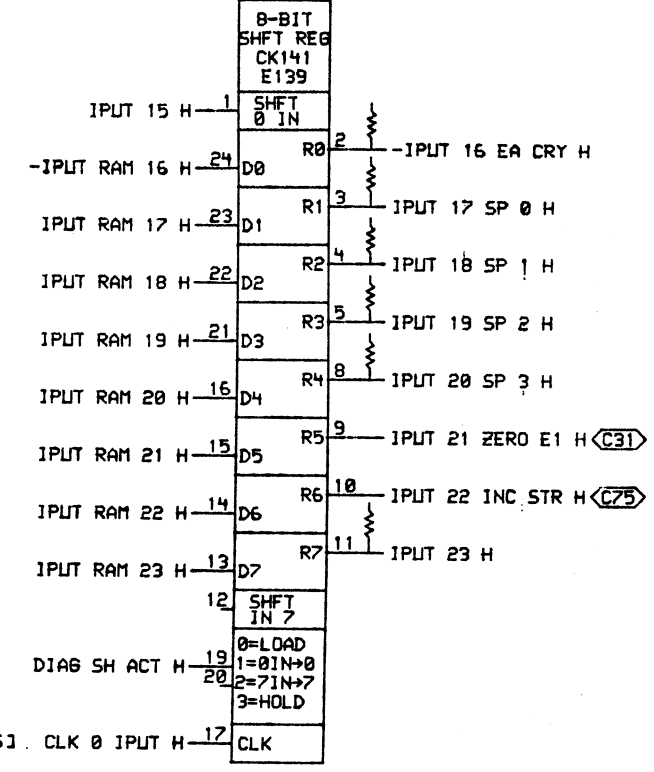 8-BIT
SHFT REG
CK141
E139
IPUT 15 H 1 SHFT
0 IN
R0 2 -IPUT 16 EA CRY H
-IPUT RAM 16 H 24 D0
R1 3 IPUT 17 SP 0 H
IPUT RAM 17 H 23 D1
R2 4 IPUT 18 SP 1 H
IPUT RAM 18 H 22 D2
R3 5 IPUT 19 SP 2 H
IPUT RAM 19 H 21 D3
R4 8 IPUT 20 SP 3 H
IPUT RAM 20 H 16 D4
R5 9 IPUT 21 ZERO E1 H C31
IPUT RAM 21 H 15 D5
R6 10 IPUT 22 INC STR H C75
IPUT RAM 22 H 14 D6
R7 11 IPUT 23 H
IPUT RAM 23 H 13 D7
12 SHFT
IN 7
0=LOAD
DIAG SH ACT H 19 1=0IN→0
20 2=7IN→7
3=HOLD
CLK 0 IPUT H 17 CLK